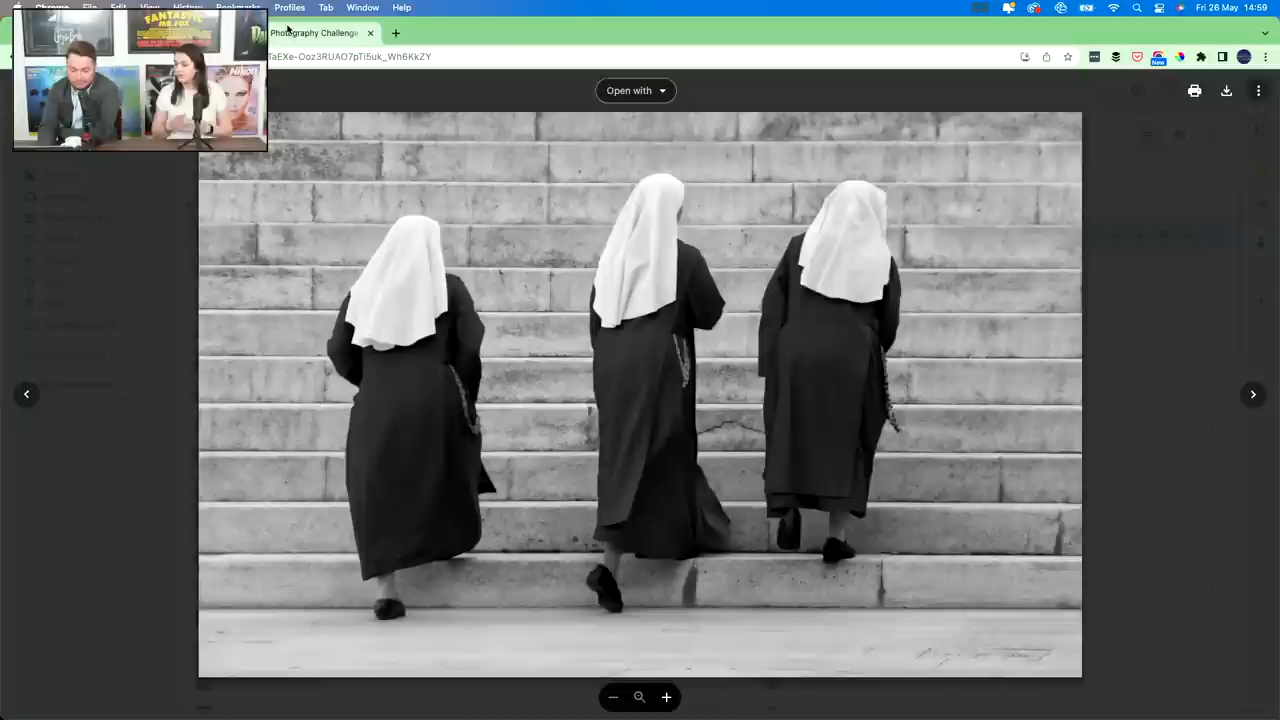 Chrome File Edit View History Bookmarks Profiles Tab Window Help
Fri 26 May 14:59
Photography Challenge
TaEXe-Ooz3RUAO7pTi5uk_Wh6KkZY
New
Open with
FANTASTIC
MR. FOX
Nikon